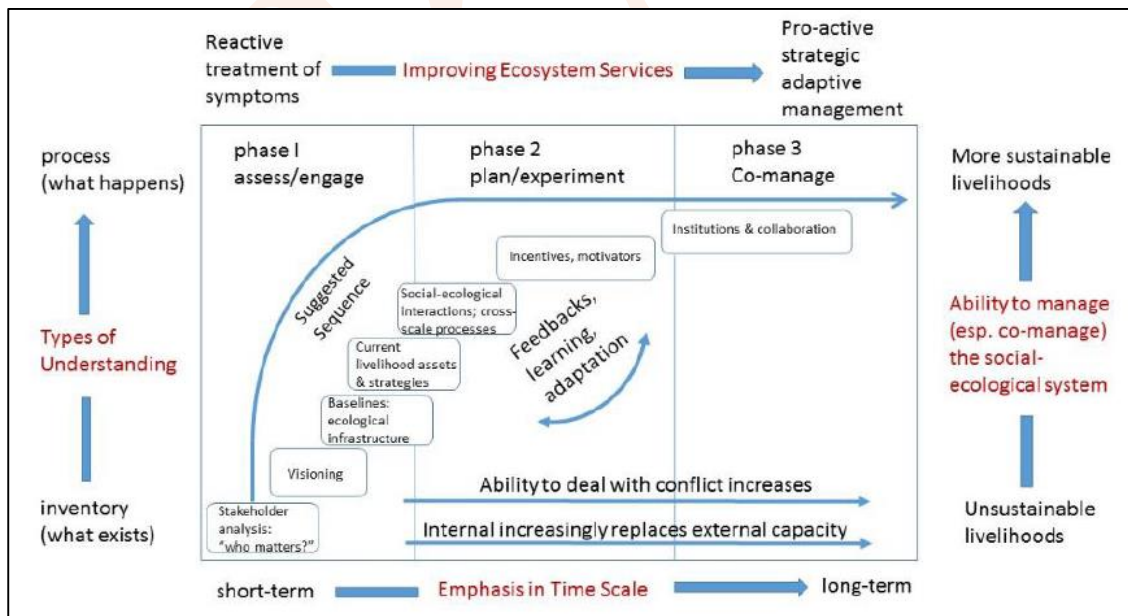 Reactive
treatment of
symptoms
Improving Ecosystem Services
Pro-active
strategic
adaptive
management
process
(what happens)
Types of
Understanding
inventory
(what exists)
phase I
assess/engage
phase 2
plan/experiment
phase 3
Co-manage
Suggested
Sequence
Institutions & collaboration
Incentives, motivators
Social-ecological
Interactions; cross-
scale processes
Feedbacks,
learning,
adaptation
Current
livelihood assets
& strategies
Baselines:
ecological
infrastructure
Visioning
Stakeholder
analysis:
"who matters?"
Ability to deal with conflict increases
Internal increasingly replaces external capacity
More sustainable
livelihoods
Ability to manage
(esp. co-manage)
the social-
ecological system
Unsustainable
livelihoods
short-term
Emphasis in Time Scale
long-term